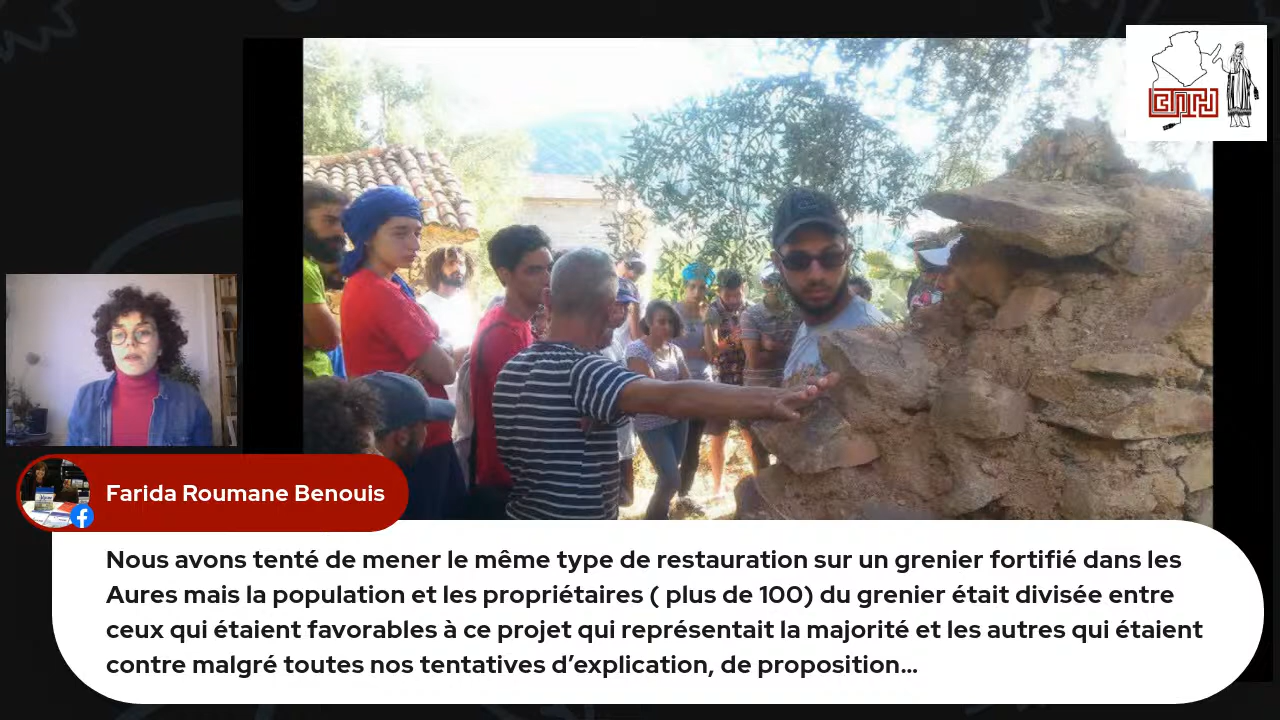 Farida Roumane Benouis
Nous avons tenté de mener le même type de restauration sur un grenier fortifié dans les
Aures mais la population et les propriétaires ( plus de 100) du grenier était divisée entre
ceux qui étaient favorables à ce projet qui représentait la majorité et les autres qui étaient
contre malgré toutes nos tentatives d’explication, de proposition...